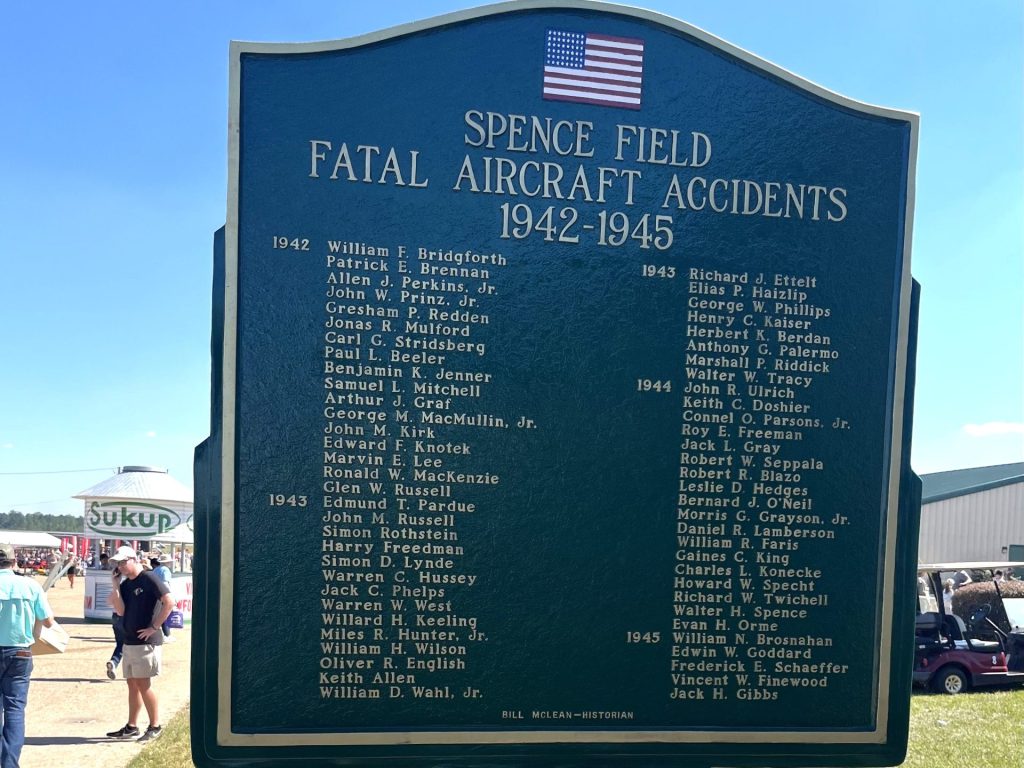 SPENCE FIELD
FATAL AIRCRAFT ACCIDENTS
1942-1945
1942 William F. Bridgforth
Patrick E. Brennan
Allen J. Perkins, Jr.
John W. Prinz, Jr.
Gresham P. Redden
Jonas R. Mulford
Carl G. Stridsberg
Paul L. Beeler
Benjamin K. Jenner
Samuel L. Mitchell
Arthur J. Graf
George M. MacMullin, Jr.
John M. Kirk
Edward F. Knotek
Marvin E. Lee
Ronald W. MacKenzie
Glen W. Russell
1943 Edmund T. Pardue
John M. Russell
Simon Rothstein
Harry Freedman
Simon D. Lynde
Warren C. Hussey
Jack C. Phelps
Warren W. West
Willard H. Keeling
Miles R. Hunter, Jr.
William H. Wilson
Oliver R. English
Keith Allen
William D. Wahl, Jr.
1943 Richard J. Ettelt
Elias P. Haizlip
George W. Phillips
Henry C. Kaiser
Herbert K. Berdan
Anthony G. Palermo
Marshall P. Riddick
Walter W. Tracy
1944 John R. Ulrich
Keith C. Doshier
Connel O. Parsons, Jr.
Roy E. Freeman
Jack L. Gray
Robert W. Seppala
Robert R. Blazo
Leslie D. Hedges
Bernard J. O'Neil
Morris G. Grayson, Jr.
Daniel R. Lamberson
William R. Faris
Gaines C. King
Charles L. Konecke
Howard W. Specht
Richard W. Twichell
Walter H. Spence
Evan H. Orme
1945 William N. Brosnahan
Edwin W. Goddard
Frederick E. Schaeffer
Vincent W. Finewood
Jack H. Gibbs
BILL McLEAN—HISTORIAN
Sukup